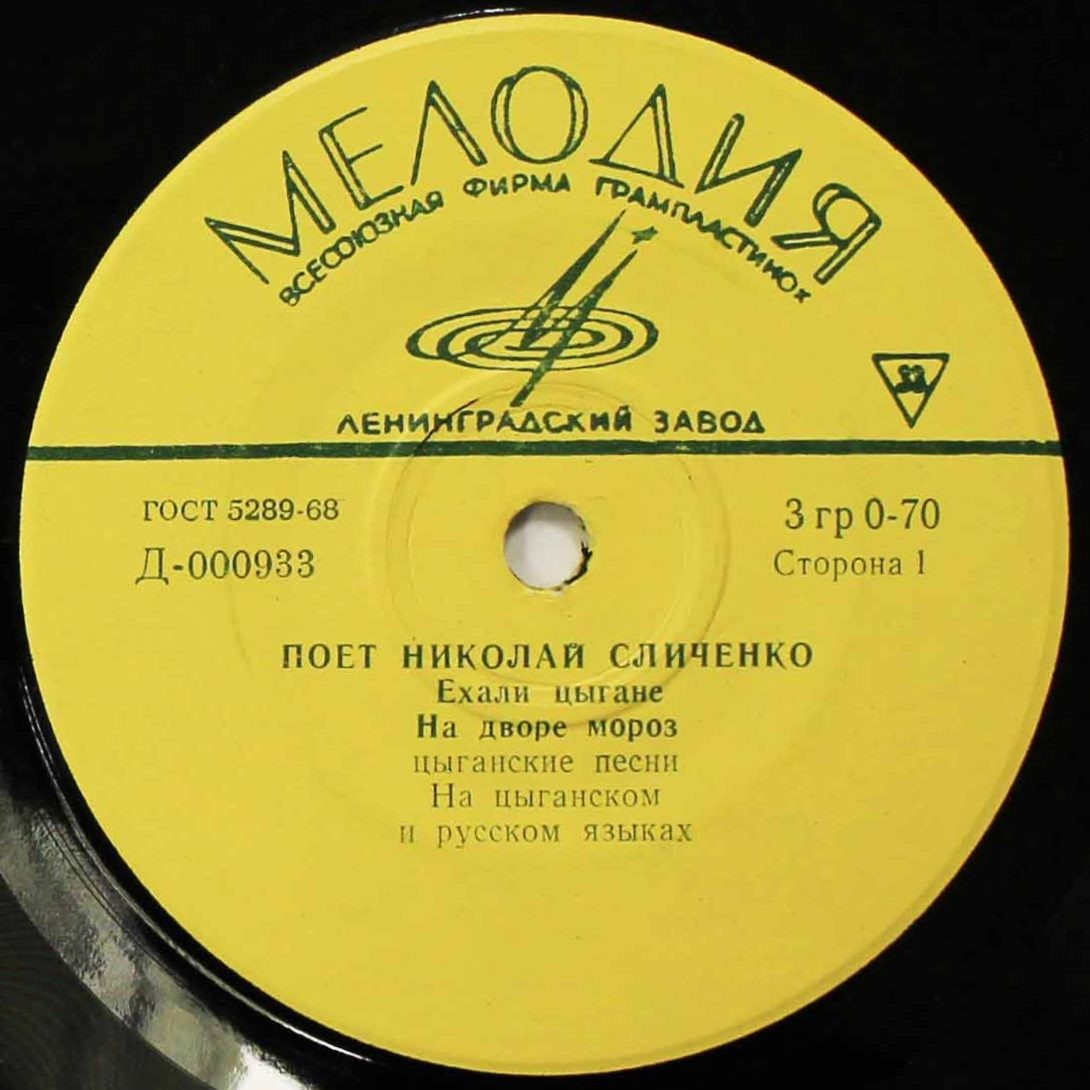 МЕЛОДИЯ
ВСЕСОЮЗНАЯ ФИРМА ГРАМПЛАСТИНОК
ЛЕНИНГРАДСКИЙ ЗАВОД
ГОСТ 5289-68
3 гр 0-70
Д-000933
Сторона 1
ПОЕТ НИКОЛАЙ СЛИЧЕНКО
Ехали цыгане
На дворе мороз
цыганские песни
На цыганском
и русском языках